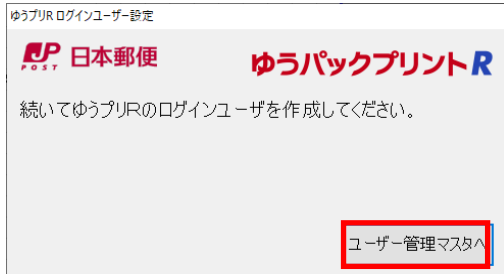 ゆうプリR ログインユーザー設定
JP POST 日本郵便
ゆうパックプリントR
続いてゆうプリRのログインユーザを作成してください。
ユーザー管理マスタへ